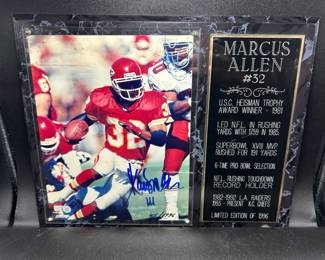 MARCUS
ALLEN
#32
U.S.C. HEISMAN TROPHY
AWARD WINNER - 1981
LED NFL IN RUSHING
YARDS WITH 1759 IN 1985.
SUPERBOWL XVIII MVP
RUSHED FOR 191 YARDS
6-TIME PRO BOWL SELECTION
NFL RUSHING TOUCHDOWN
RECORD HOLDER
1982-1992 L.A. RAIDERS
1993 - PRESENT K.C. CHIEFS
LIMITED EDITION OF 1996
32